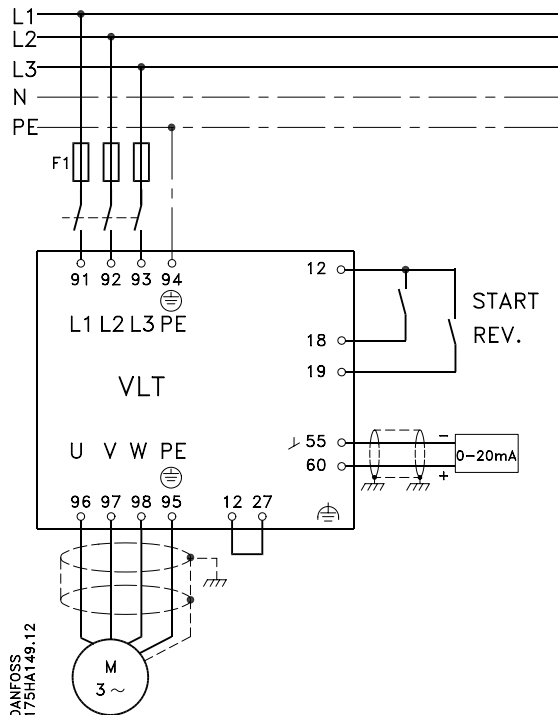 L1
L2
L3
N
PE
F1
91 92 93 94
L1 L2 L3 PE
12
START
REV.
18
19
VLT
U V W PE
55
60
−
0-20mA
+
96 97 98 95
12 27
M
3~
DANFOSS
175HA149.12